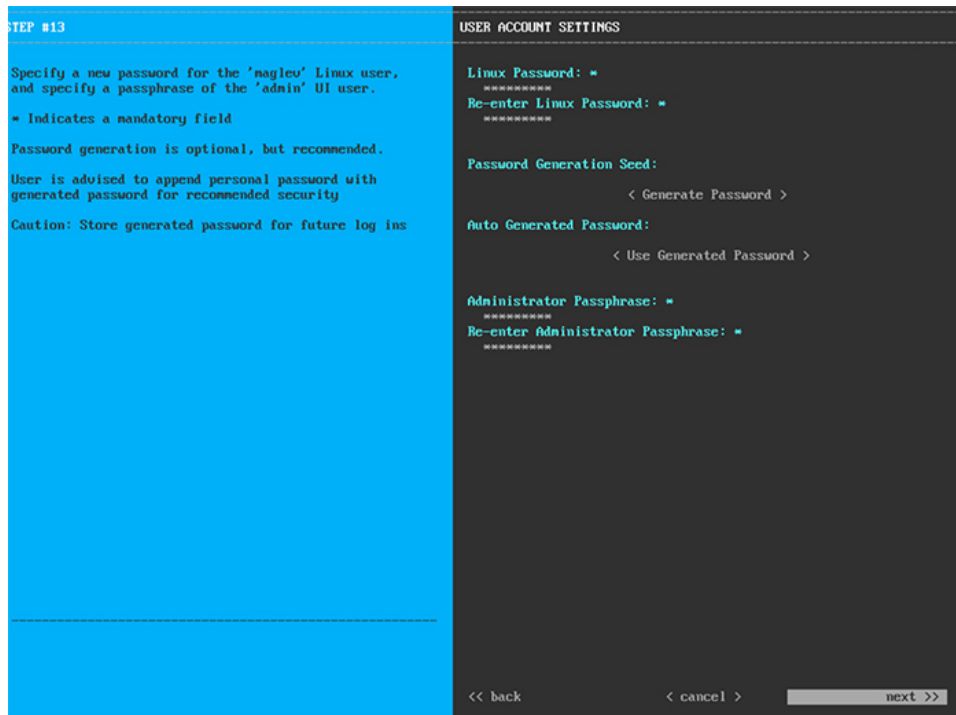 STEP #13
Specify a new password for the 'maglev' Linux user,
and specify a passphrase of the 'admin' UI user.
* Indicates a mandatory field
Password generation is optional, but recommended.
User is advised to append personal password with
generated password for recommended security
Caution: Store generated password for future log ins
USER ACCOUNT SETTINGS
Linux Password: *
*********
Re-enter Linux Password: *
*********
Password Generation Seed:
< Generate Password >
Auto Generated Password:
< Use Generated Password >
Administrator Passphrase: *
*********
Re-enter Administrator Passphrase: *
*********
<< back < cancel > next >>